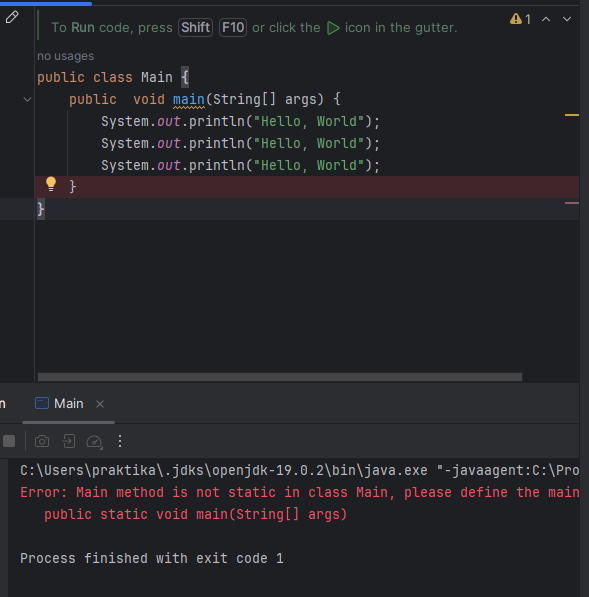 To Run code, press Shift F10 or click the icon in the gutter.
1
no usages
public class Main {
public void main(String[] args) {
System.out.println("Hello, World");
System.out.println("Hello, World");
System.out.println("Hello, World");
}
}
n
Main
C:\Users\praktika\.jdks\openjdk-19.0.2\bin\java.exe "-javaagent:C:\Pro
Error: Main method is not static in class Main, please define the main
public static void main(String[] args)
Process finished with exit code 1